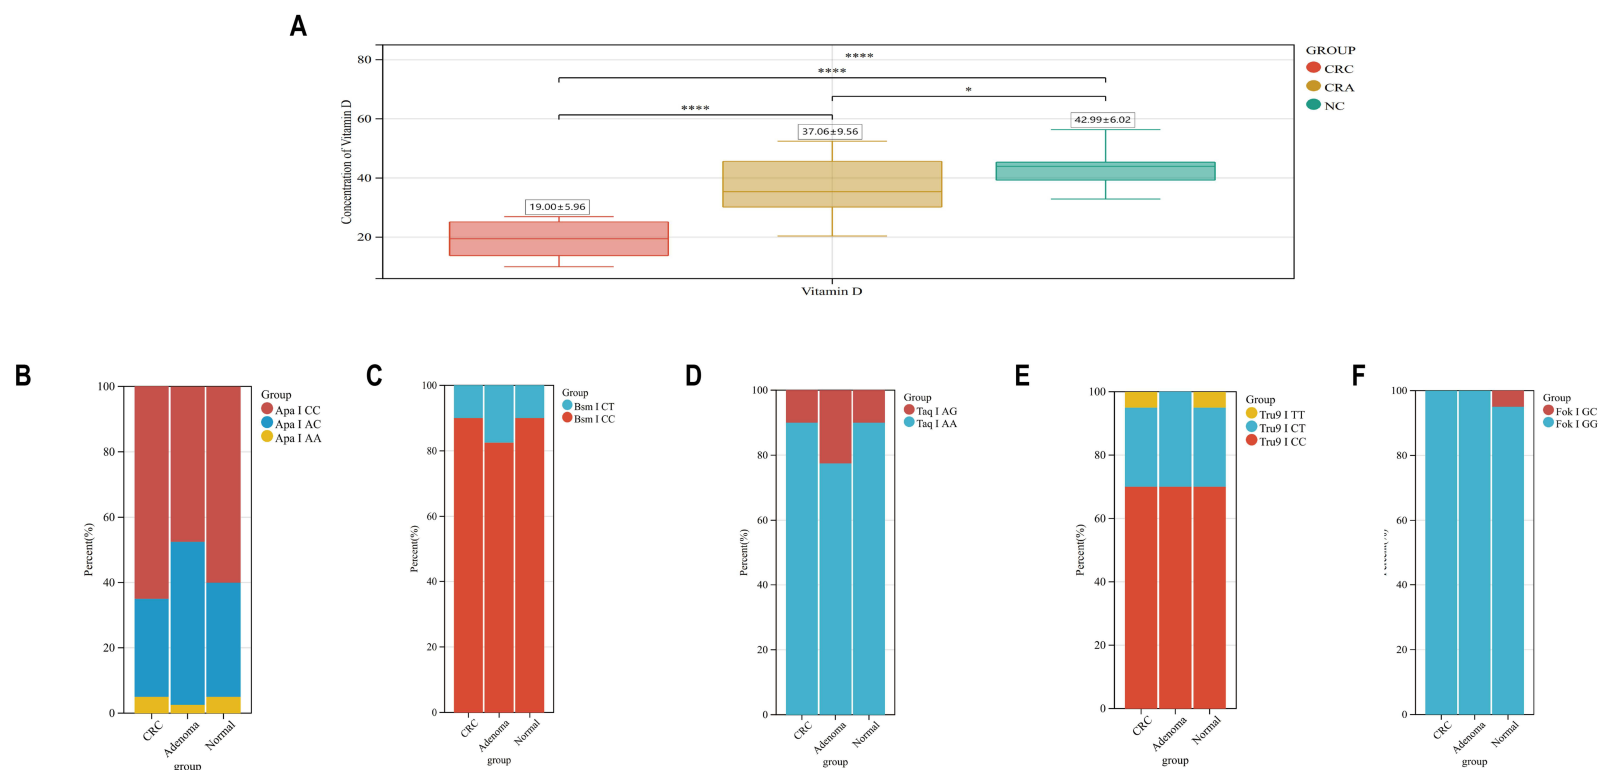 A
GROUP
CRC
CRA
NC
Concentration of Vitamin D
80
60
40
20
****
****
*
****
42.99±6.02
37.06±9.56
19.00±5.96
Vitamin D
B
Percent(%)
100
80
60
40
20
0
Group
Apa I CC
Apa I AC
Apa I AA
CRC
Adenoma
Normal
group
C
Percent(%)
100
80
60
40
20
0
Group
Bsm I CT
Bsm I CC
CRC
Adenoma
Normal
group
D
Percent(%)
100
80
60
40
20
0
Group
Taq I AG
Taq I AA
CRC
Adenoma
Normal
group
E
Percent(%)
100
80
60
40
20
0
Group
Tru9 I TT
Tru9 I CT
Tru9 I CC
CRC
Adenoma
Normal
group
F
100
80
60
40
20
0
Group
Fok I GC
Fok I GG
CRC
Adenoma
Normal
group